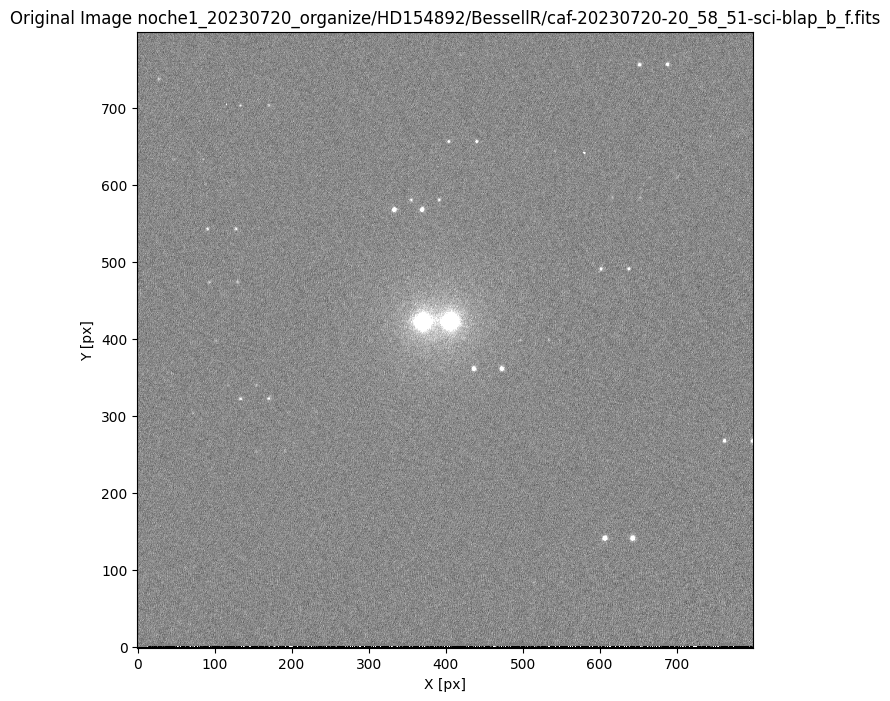 Original Image noche1_20230720_organize/HD154892/BessellR/caf-20230720-20_58_51-sci-blap_b_f.fits
Y [px]
700
600
500
400
300
200
100
0
0 100 200 300 400 500 600 700
X [px]